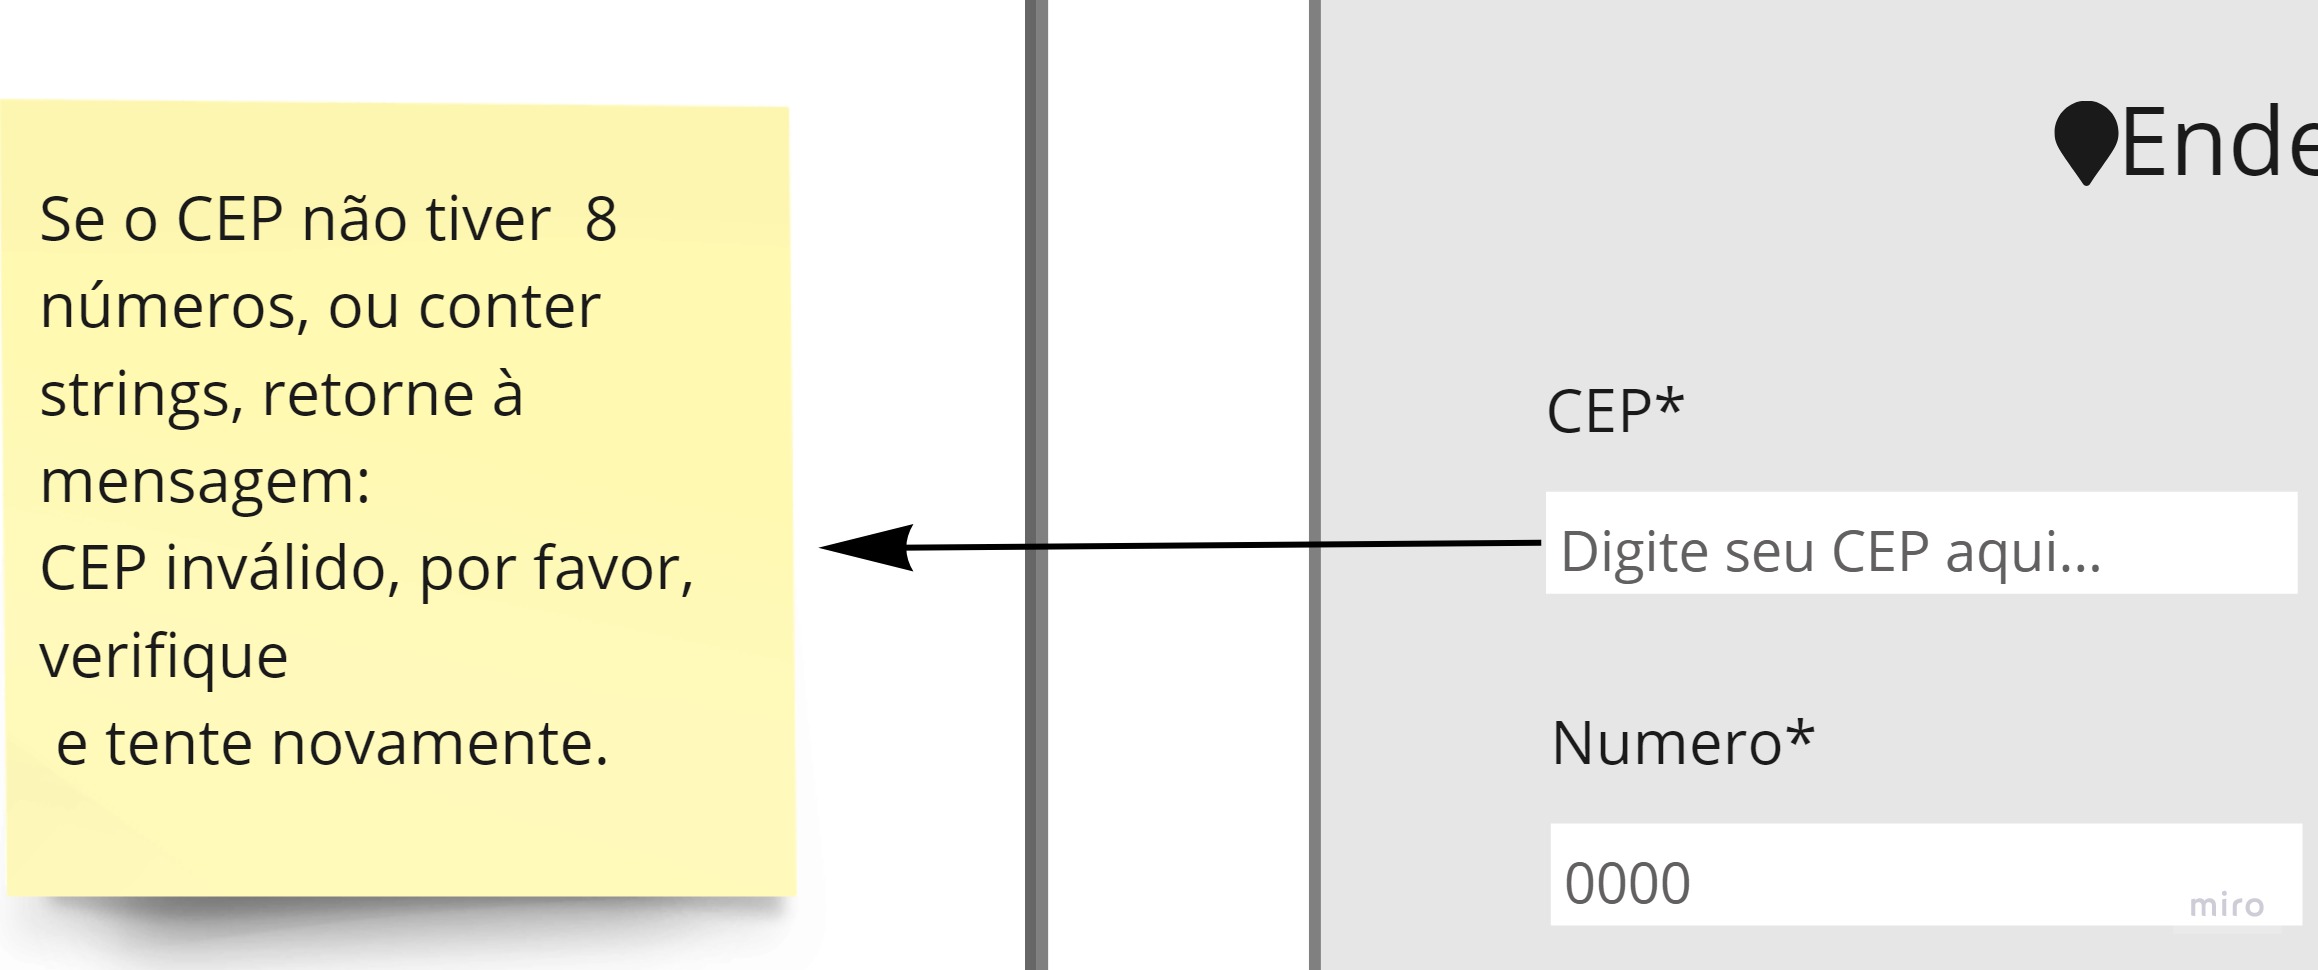 Se o CEP não tiver  8
números, ou conter
strings, retorne à
mensagem:
CEP inválido, por favor,
verifique
e tente novamente.
Ende
CEP*
Digite seu CEP aqui...
Numero*
0000
miro